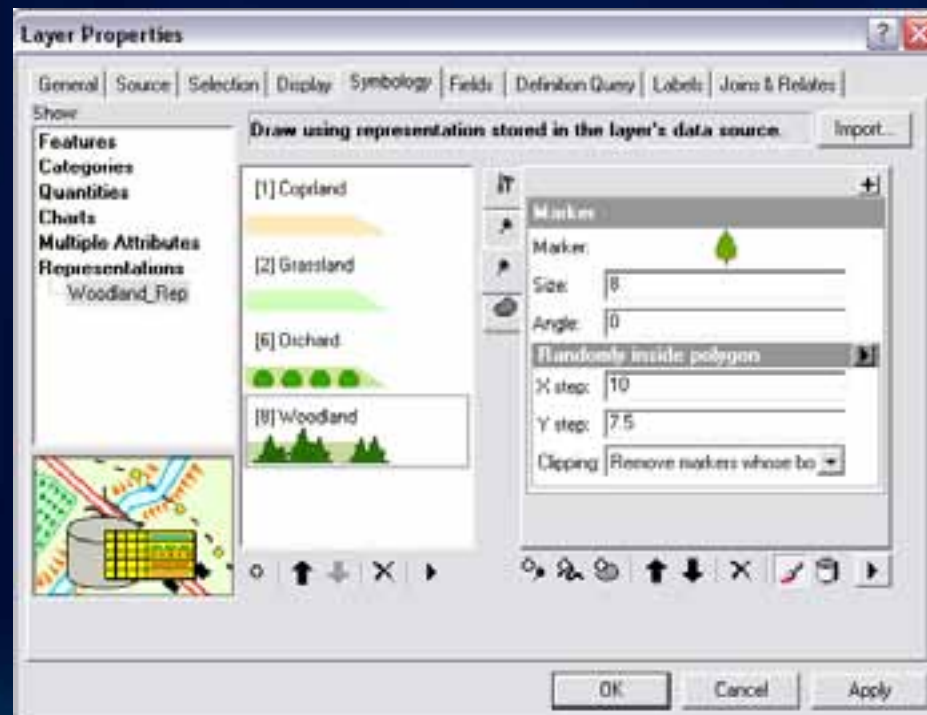 Layer Properties
?
General Source Selection Display Symbology Fields Definition Query Labels Joins & Relates
Show
Features
Categories
Quantities
Charts
Multiple Attributes
Representations
Woodland_Rep
Draw using representation stored in the layer's data source.
Import...
[1] Copland
[2] Grassland
[6] Orchard
[8] Woodland
Marker
Marker:
Size: 8
Angle: 0
Randomly inside polygon
X step: 10
Y step: 7.5
Clipping: Remove markers whose bo
OK
Cancel
Apply